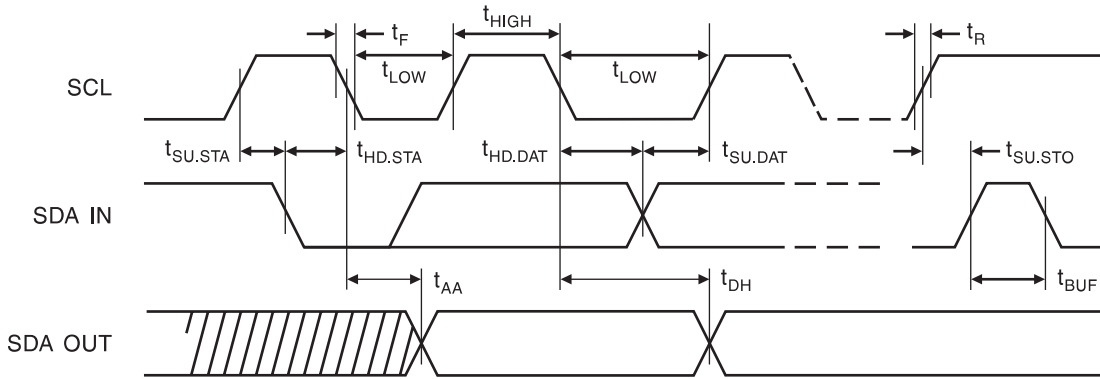 tF
tHIGH
tR
tLOW
tLOW
SCL
tSU.STA
tHD.STA
tHD.DAT
tSU.DAT
tSU.STO
SDA IN
tAA
tDH
tBUF
SDA OUT